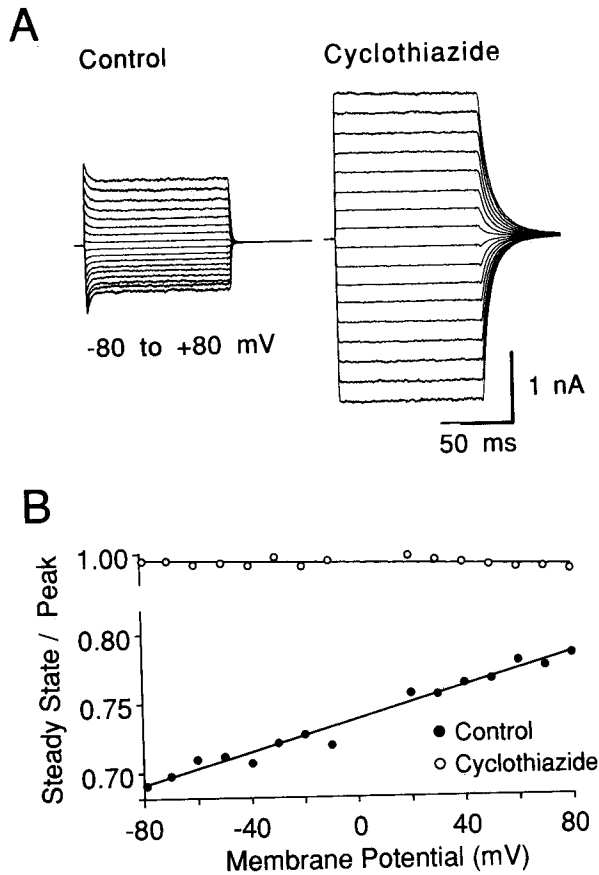 A
Control
Cyclothiazide
-80 to +80 mV
1 nA
50 ms
B
Steady State / Peak
1.00
0.80
0.75
0.70
Control
Cyclothiazide
-80 -40 0 40 80
Membrane Potential (mV)